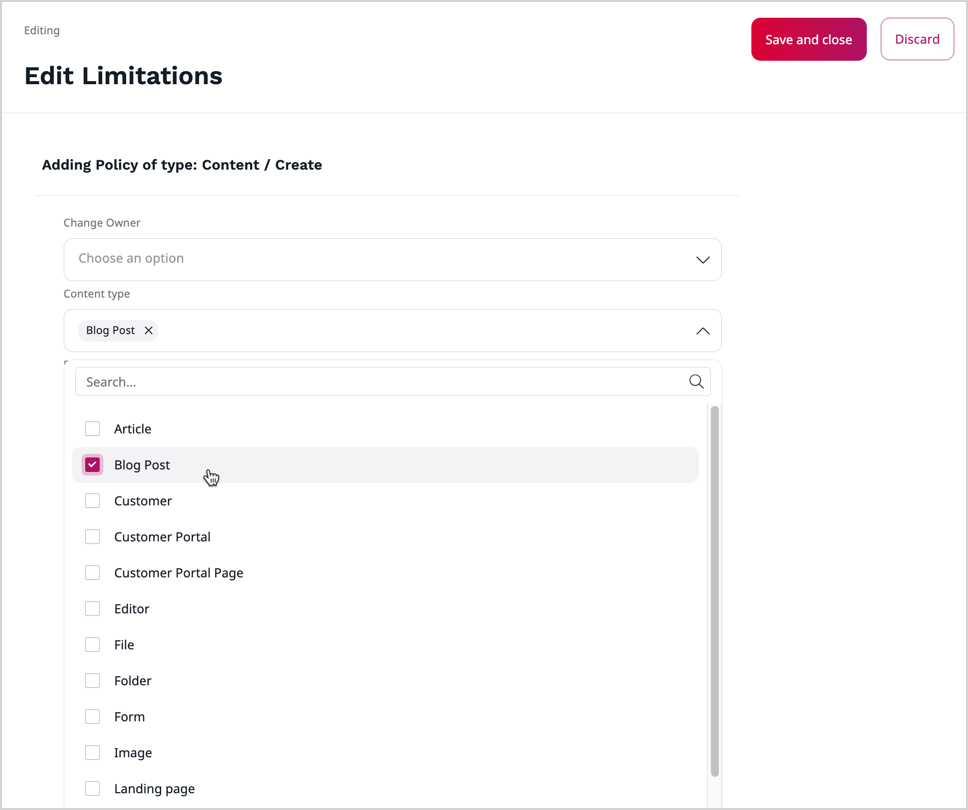 Editing
Save and close
Discard
Edit Limitations
Adding Policy of type: Content / Create
Change Owner
Choose an option
Content type
Blog Post
Search...
Article
Blog Post
Customer
Customer Portal
Customer Portal Page
Editor
File
Folder
Form
Image
Landing page